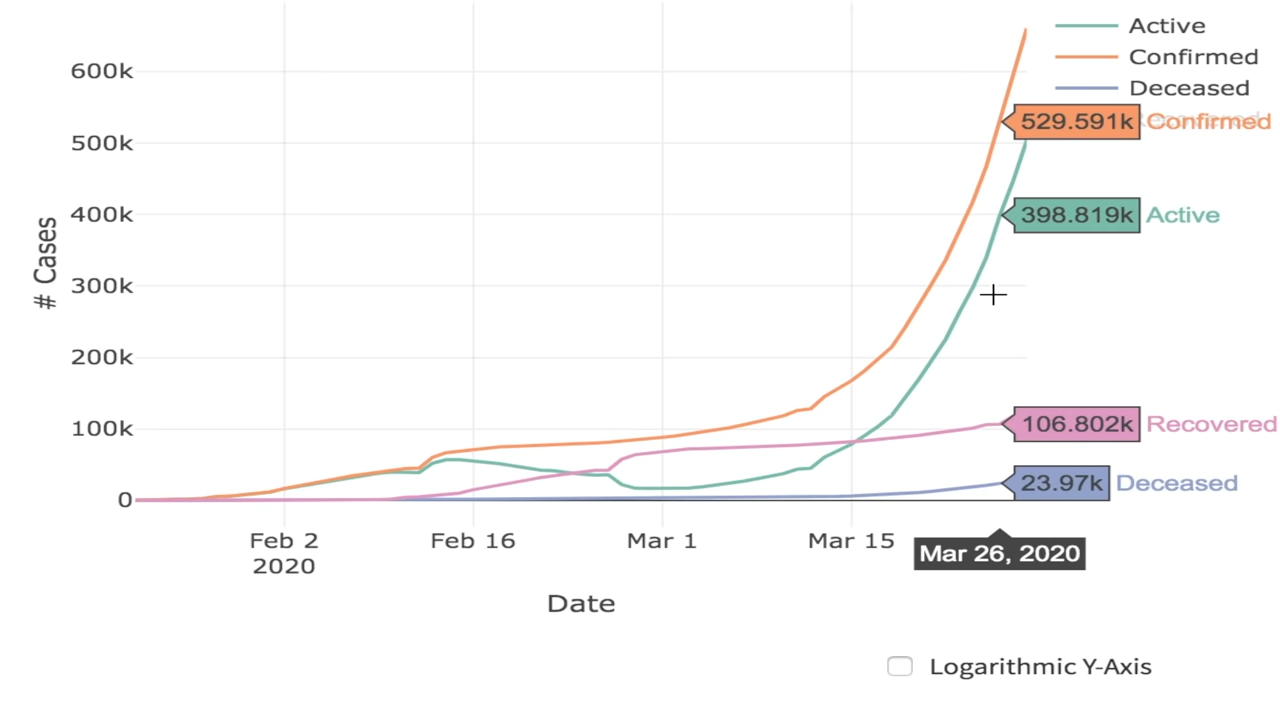 Active
Confirmed
Deceased
600k
529.591k Confirmed
500k
400k
398.819k Active
300k
200k
100k
106.802k Recovered
0
23.97k Deceased
# Cases
Feb 2
2020
Feb 16
Mar 1
Mar 15
Mar 26, 2020
Date
Logarithmic Y-Axis